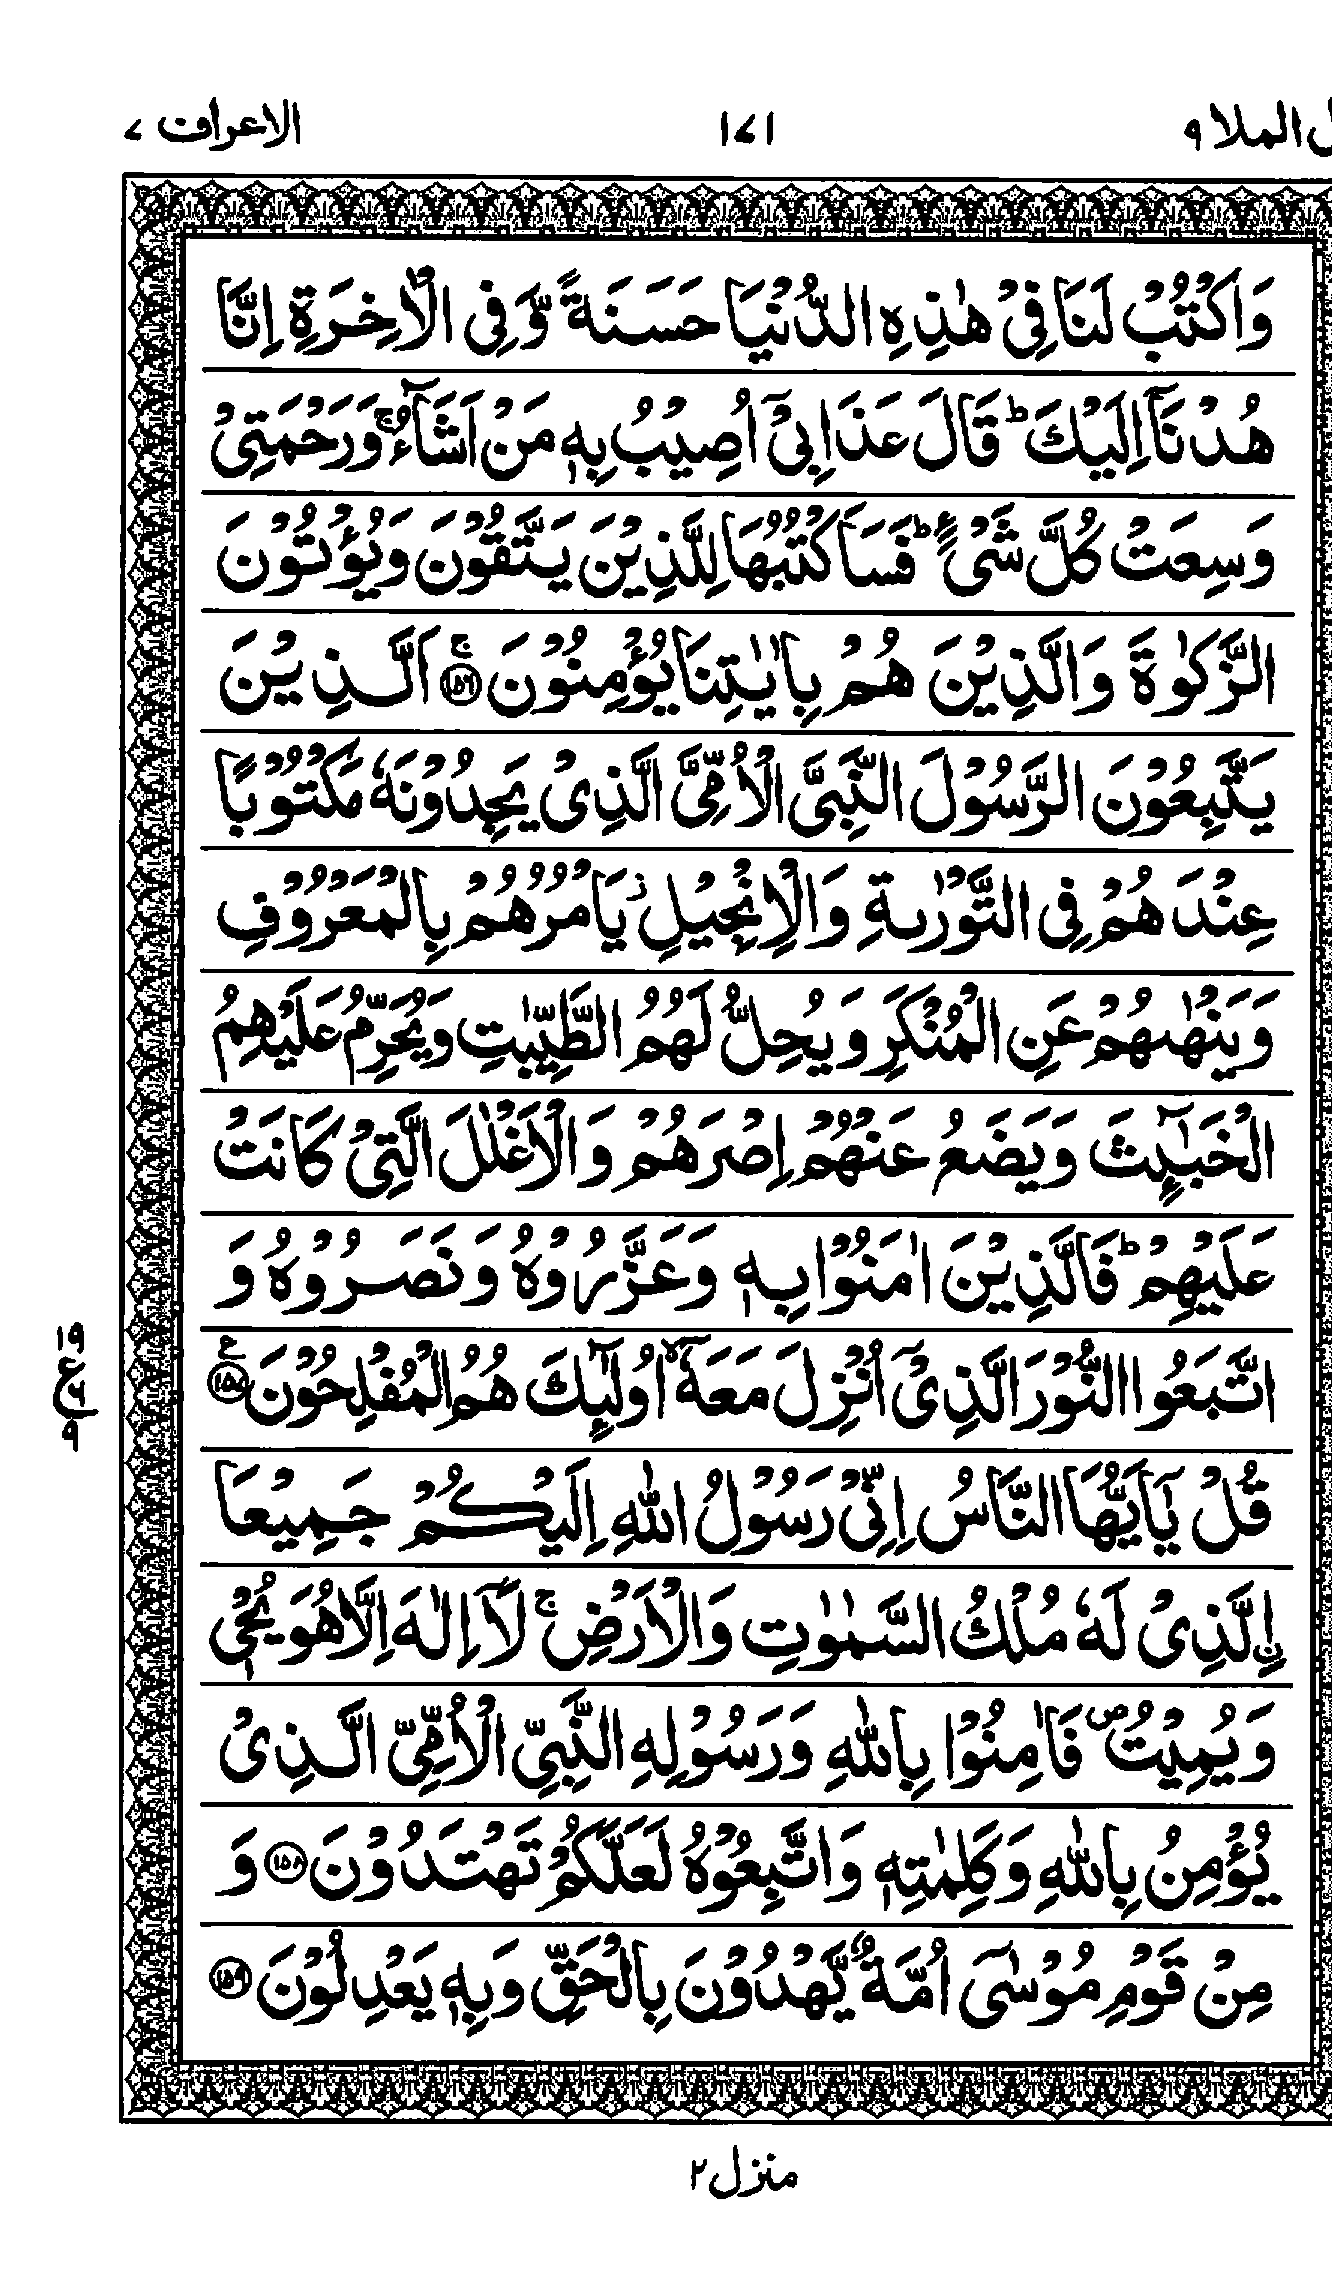 ل الملا ٩
١٧١
الاعراف ٧
وَاكْتُبْ لَنَا فِيْ هٰذِهِ الدُّنْيَا حَسَنَةً وَّ فِي الْاٰخِرَةِ اِنَّا
هُدْنَآ اِلَيْكَ ؕ قَالَ عَذَابِيْٓ اُصِيْبُ بِهٖ مَنْ اَشَآءُ ۚ وَرَحْمَتِيْ
وَسِعَتْ كُلَّ شَيْءٍ ؕ فَسَاَكْتُبُهَا لِلَّذِيْنَ يَتَّقُوْنَ وَيُؤْتُوْنَ
الزَّكٰوةَ وَالَّذِيْنَ هُمْ بِاٰيٰتِنَا يُؤْمِنُوْنَ ۚ ﴿١٥٦﴾ اَلَّذِيْنَ
يَتَّبِعُوْنَ الرَّسُوْلَ النَّبِيَّ الْاُمِّيَّ الَّذِيْ يَجِدُوْنَهٗ مَكْتُوْبًا
عِنْدَهُمْ فِي التَّوْرٰىةِ وَالْاِنْجِيْلِ ؗ يَاْمُرُهُمْ بِالْمَعْرُوْفِ
وَيَنْهٰىهُمْ عَنِ الْمُنْكَرِ وَيُحِلُّ لَهُمُ الطَّيِّبٰتِ وَيُحَرِّمُ عَلَيْهِمُ
الْخَبٰٓئِثَ وَيَضَعُ عَنْهُمْ اِصْرَهُمْ وَالْاَغْلٰلَ الَّتِيْ كَانَتْ
عَلَيْهِمْ ؕ فَالَّذِيْنَ اٰمَنُوْا بِهٖ وَعَزَّرُوْهُ وَنَصَرُوْهُ وَ
اتَّبَعُوا النُّوْرَ الَّذِيْٓ اُنْزِلَ مَعَهٗٓ ۙ اُولٰٓئِكَ هُمُ الْمُفْلِحُوْنَ ﴿١٥٧﴾ ع
١٩
ع ٦
٩
قُلْ يٰٓاَيُّهَا النَّاسُ اِنِّيْ رَسُوْلُ اللّٰهِ اِلَيْكُمْ جَمِيْعَا
ۨ الَّذِيْ لَهٗ مُلْكُ السَّمٰوٰتِ وَالْاَرْضِ ۚ لَآ اِلٰهَ اِلَّا هُوَ يُحْيٖ
وَيُمِيْتُ ۪ فَاٰمِنُوْا بِاللّٰهِ وَرَسُوْلِهِ النَّبِيِّ الْاُمِّيِّ الَّذِيْ
يُؤْمِنُ بِاللّٰهِ وَكَلِمٰتِهٖ وَاتَّبِعُوْهُ لَعَلَّكُمْ تَهْتَدُوْنَ ﴿١٥٨﴾ وَ
مِنْ قَوْمِ مُوْسٰٓى اُمَّةٌ يَّهْدُوْنَ بِالْحَقِّ وَبِهٖ يَعْدِلُوْنَ ﴿١٥٩﴾
منزل ٢